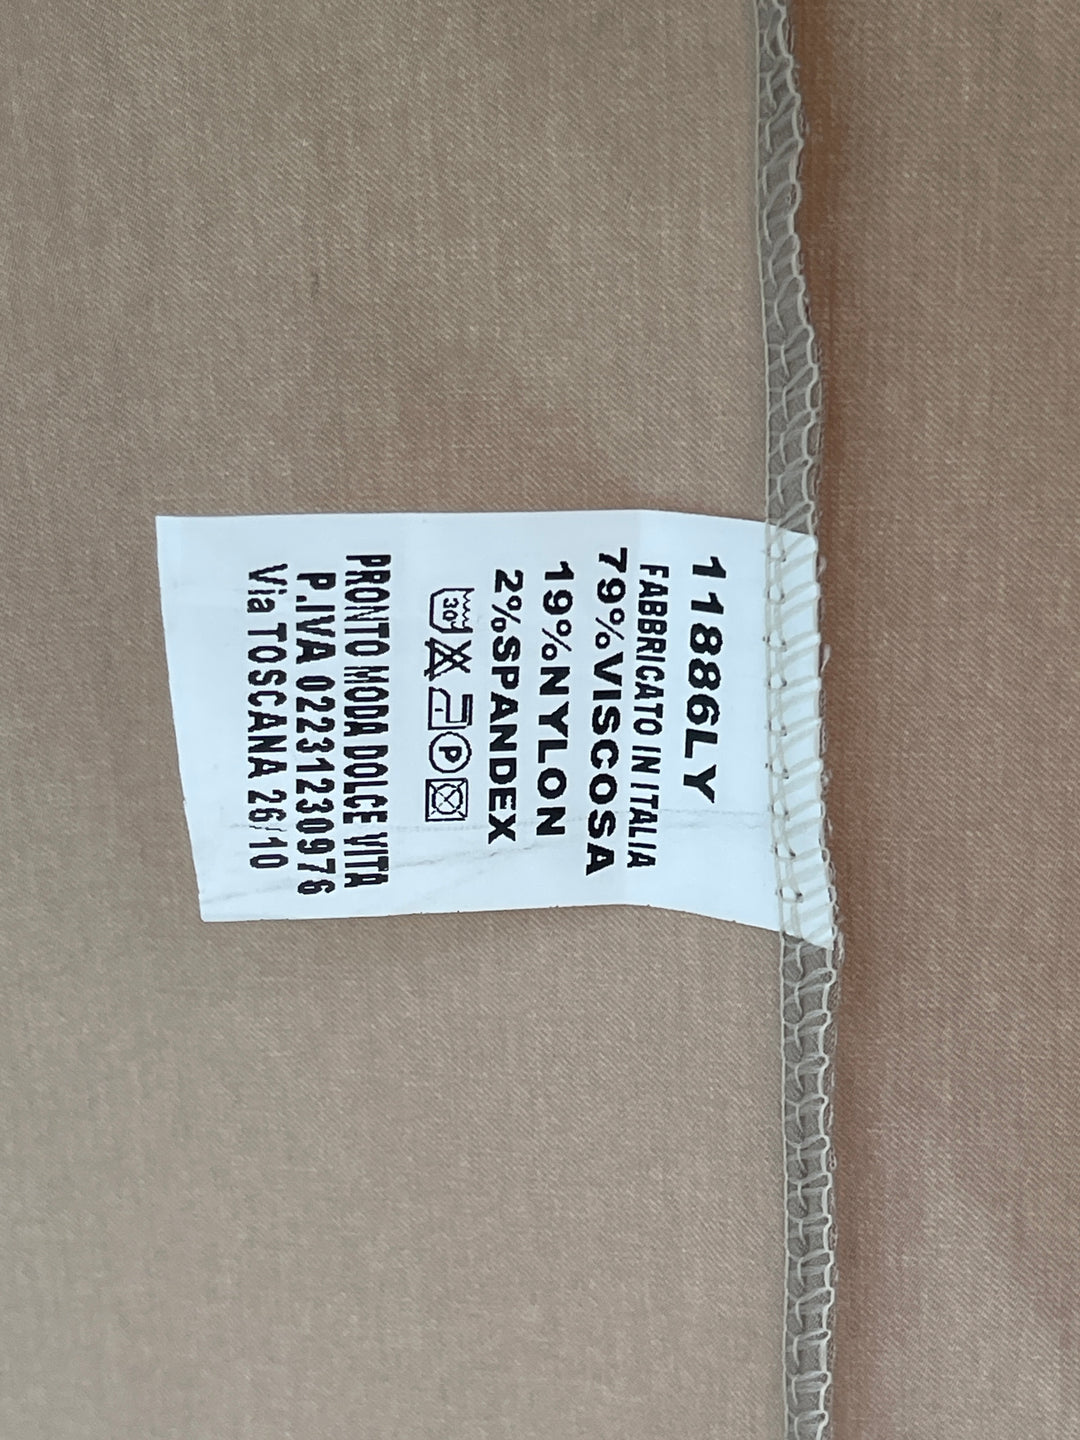 11886LY
FABBRICATO IN ITALIA
79%VISCOSA
19%NYLON
2%SPANDEX
30° P
PRONTO MODA DOLCE VITA
P.IVA 02231230976
Via TOSCANA 26/10